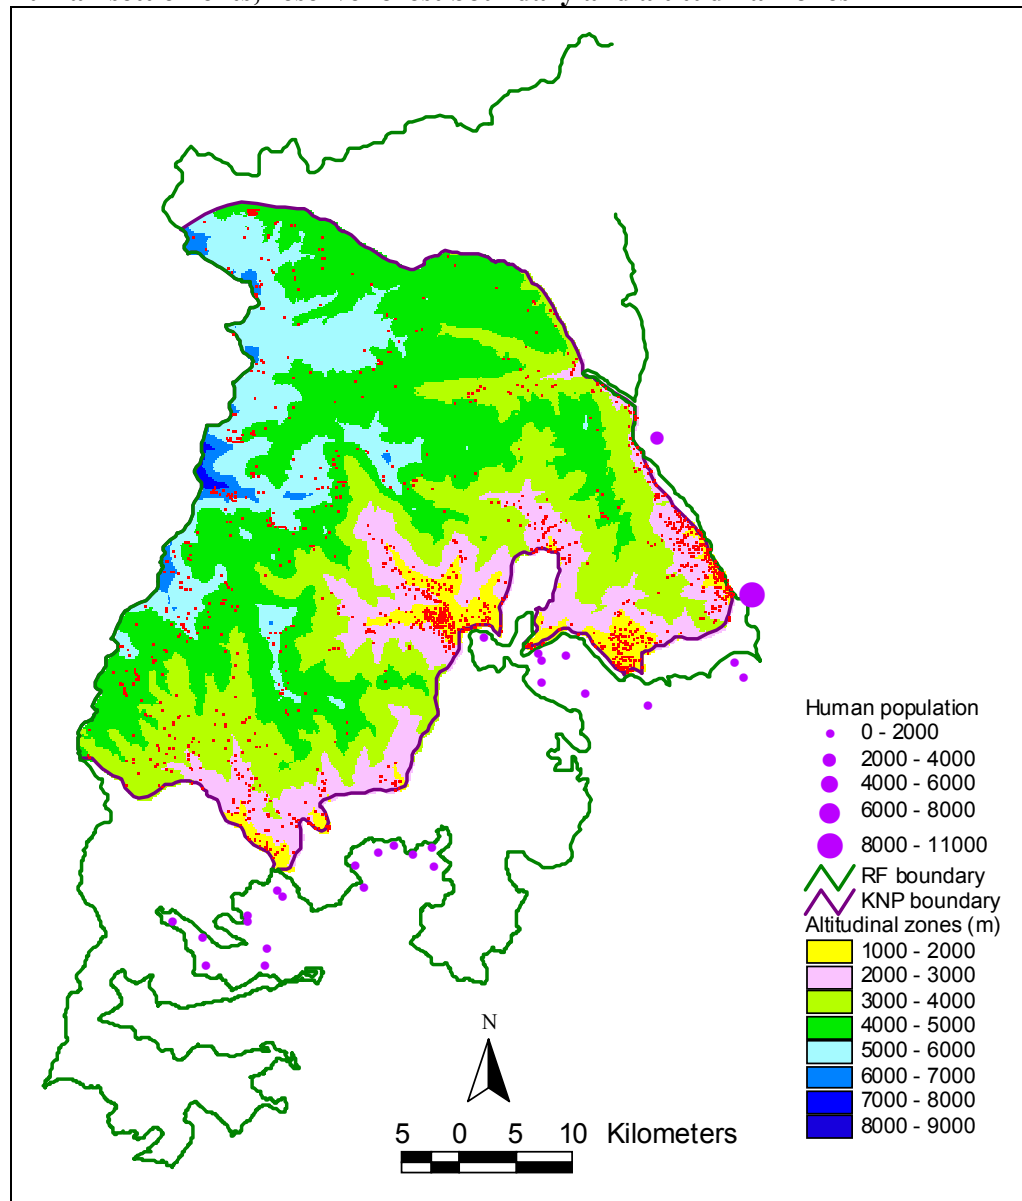 Human population
0 - 2000
2000 - 4000
4000 - 6000
6000 - 8000
8000 - 11000
RF boundary
KNP boundary
Altitudinal zones (m)
1000 - 2000
2000 - 3000
3000 - 4000
4000 - 5000
5000 - 6000
6000 - 7000
7000 - 8000
8000 - 9000
N
5 0 5 10 Kilometers